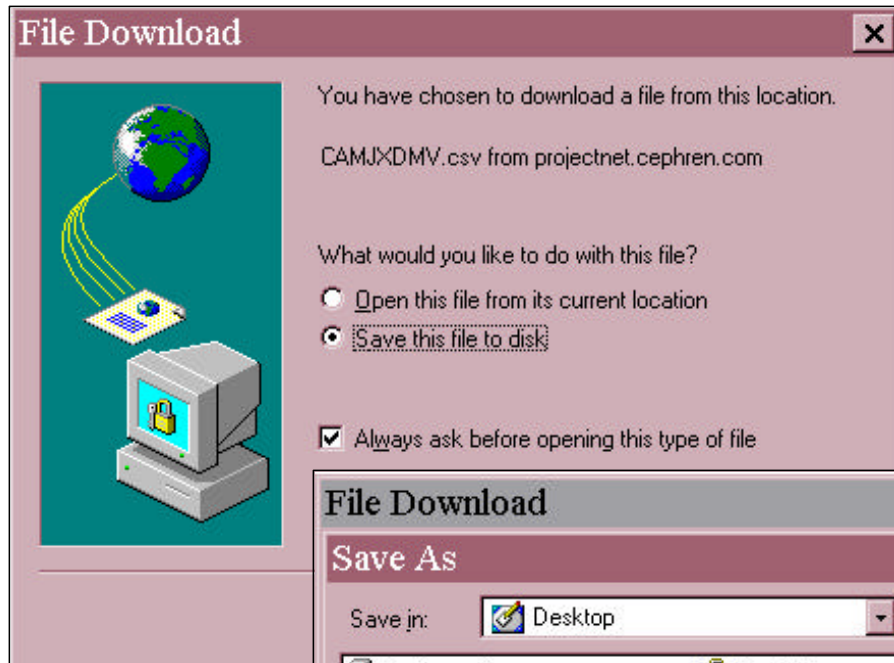 File Download
You have chosen to download a file from this location.
CAMJXDMV.csv from projectnet.cephren.com
What would you like to do with this file?
Open this file from its current location
Save this file to disk
Always ask before opening this type of file
File Download
Save As
Save in: Desktop